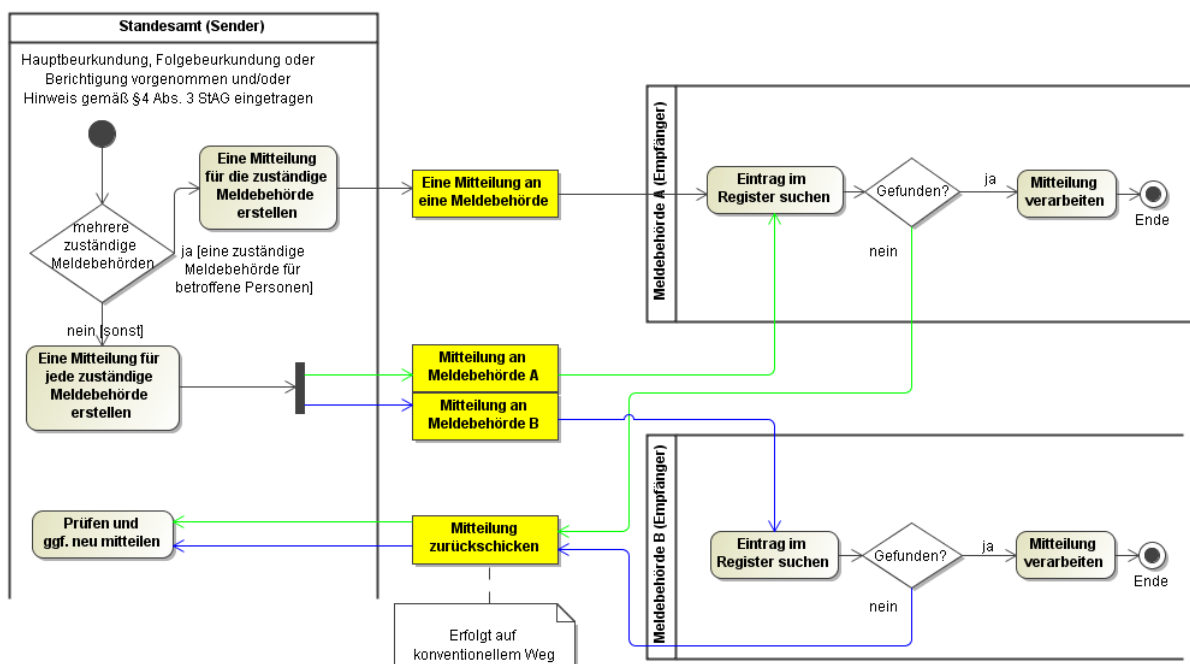 Standesamt (Sender)
Hauptbeurkundung, Folgebeurkundung oder
Berichtigung vorgenommen und/oder
Hinweis gemäß §4 Abs. 3 StAG eingetragen
Eine Mitteilung
für die zuständige
Meldebehörde
erstellen
mehrere
zuständige
Meldebehörden
ja [eine zuständige
Meldebehörde für
betroffene Personen]
nein [sonst]
Eine Mitteilung für
jede zuständige
Meldebehörde
erstellen
Prüfen und
ggf. neu mitteilen
Eine Mitteilung an
eine Meldebehörde
Mitteilung an
Meldebehörde A
Mitteilung an
Meldebehörde B
Mitteilung
zurückschicken
Erfolgt auf
konventionellem Weg
Meldebehörde A (Empfänger)
Eintrag im
Register suchen
Gefunden?
ja
nein
Mitteilung
verarbeiten
Ende
Meldebehörde B (Empfänger)
Eintrag im
Register suchen
Gefunden?
ja
nein
Mitteilung
verarbeiten
Ende